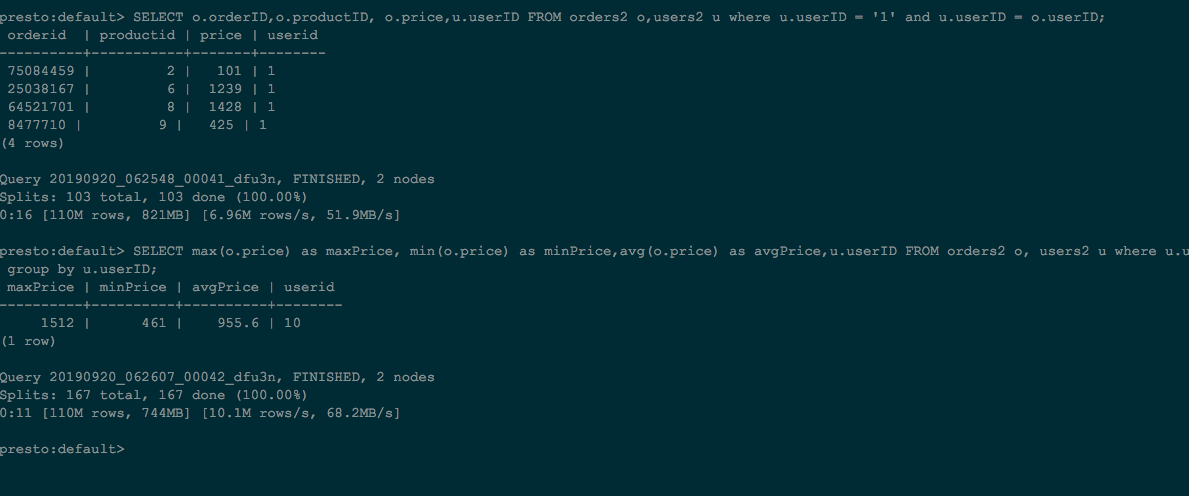 presto:default> SELECT o.orderID,o.productID, o.price,u.userID FROM orders2 o,users2 u where u.userID = '1' and u.userID = o.userID;
 orderid  | productid | price | userid
----------+-----------+-------+--------
 75084459 |         2 |   101 | 1
 25038167 |         6 |  1239 | 1
 64521701 |         8 |  1428 | 1
 8477710 |         9 |   425 | 1
(4 rows)
Query 20190920_062548_00041_dfu3n, FINISHED, 2 nodes
Splits: 103 total, 103 done (100.00%)
0:16 [110M rows, 821MB] [6.96M rows/s, 51.9MB/s]
presto:default> SELECT max(o.price) as maxPrice, min(o.price) as minPrice,avg(o.price) as avgPrice,u.userID FROM orders2 o, users2 u where u.u
 group by u.userID;
 maxPrice | minPrice | avgPrice | userid
----------+----------+----------+--------
     1512 |      461 |    955.6 | 10
(1 row)
Query 20190920_062607_00042_dfu3n, FINISHED, 2 nodes
Splits: 167 total, 167 done (100.00%)
0:11 [110M rows, 744MB] [10.1M rows/s, 68.2MB/s]
presto:default>